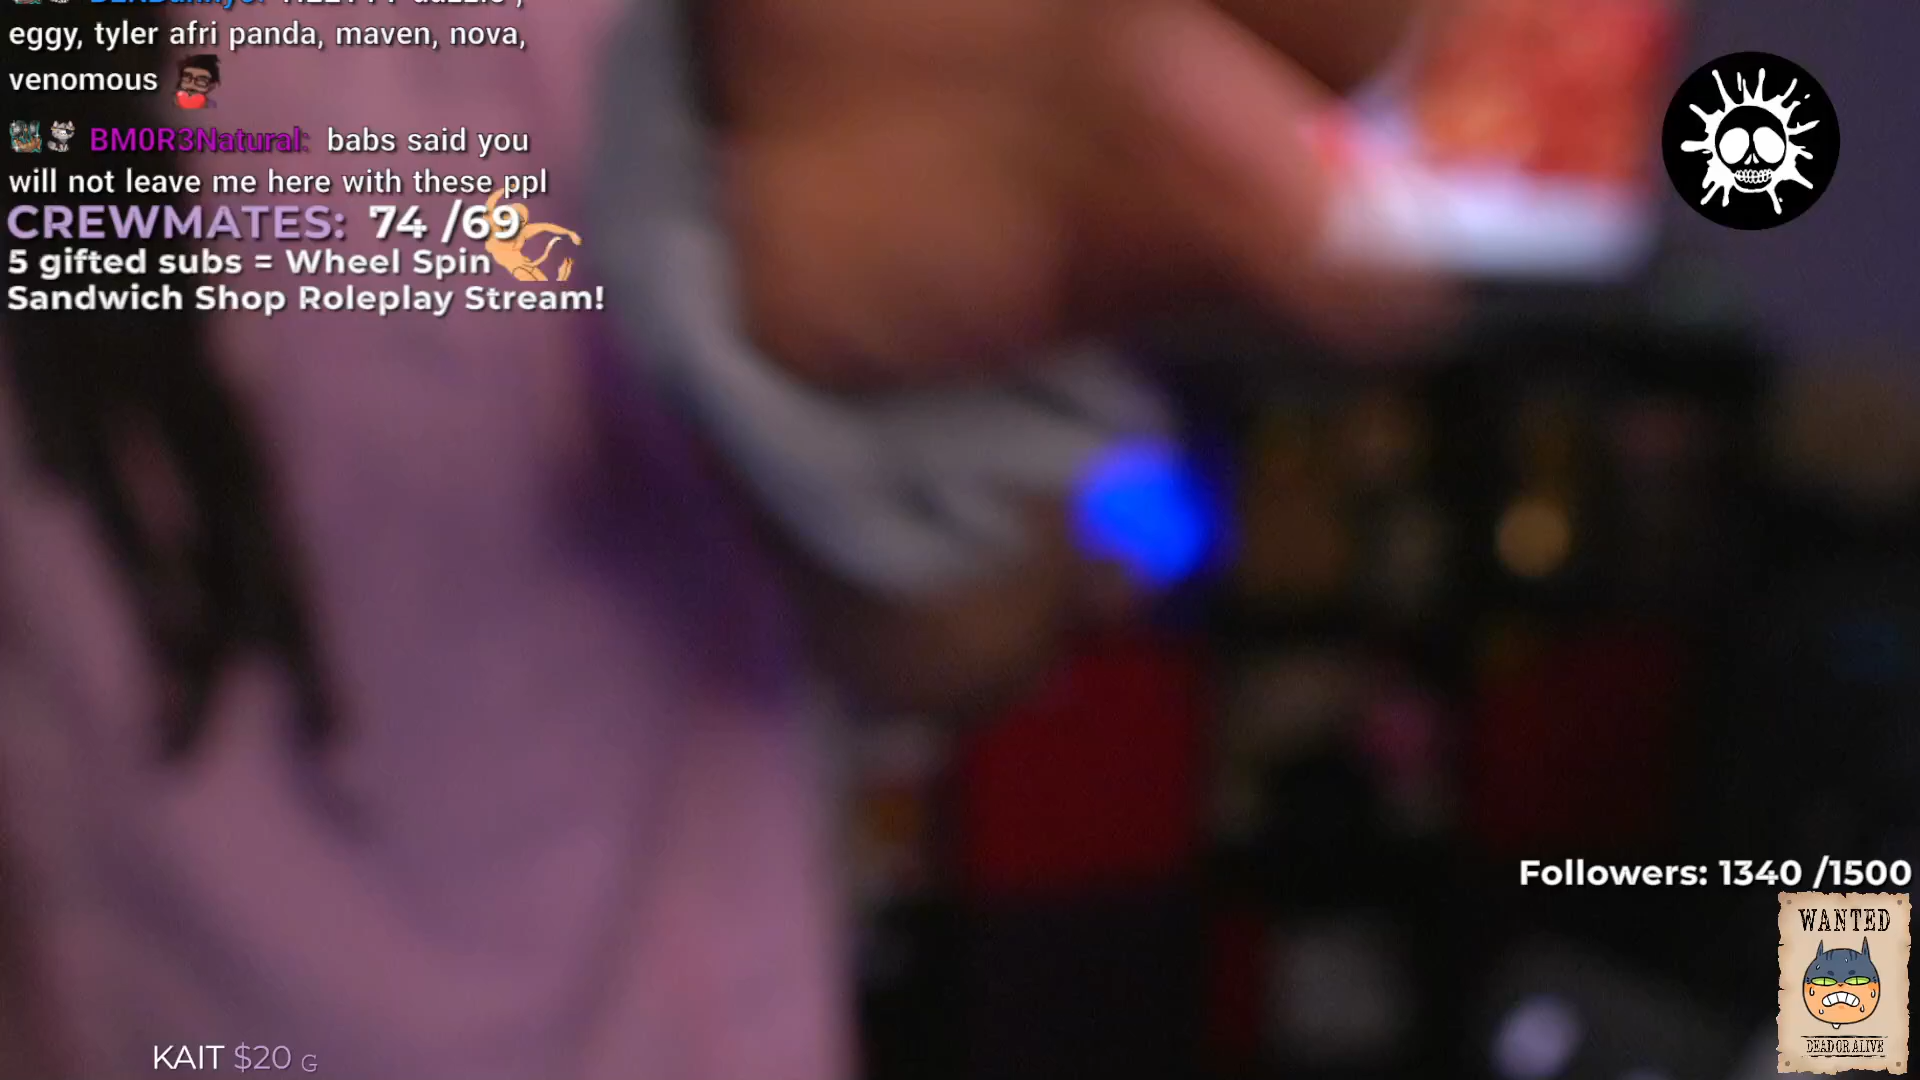 eggy, tyler afri panda, maven, nova,
venomous
BM0R3Natural: babs said you
will not leave me here with these ppl
CREWMATES: 74 /69
5 gifted subs = Wheel Spin
Sandwich Shop Roleplay Stream!
Followers: 1340 /1500
WANTED
DEAD OR ALIVE
KAIT $20 G